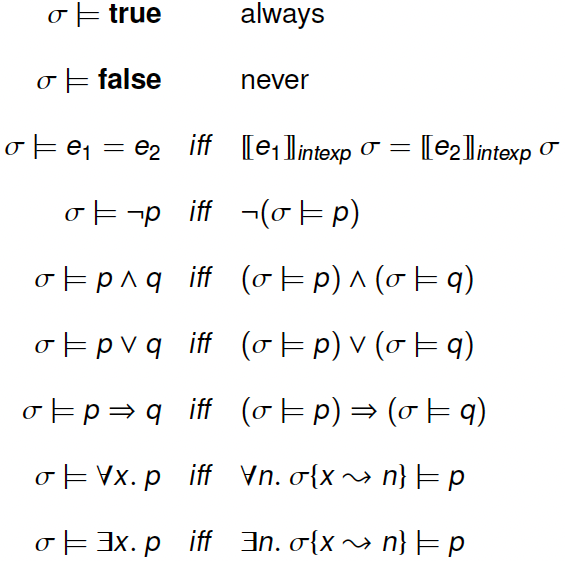 σ ⊨ true always
σ ⊨ false never
σ ⊨ e₁ = e₂ iff ⟦e₁⟧intexp σ = ⟦e₂⟧intexp σ
σ ⊨ ¬p iff ¬(σ ⊨ p)
σ ⊨ p ∧ q iff (σ ⊨ p) ∧ (σ ⊨ q)
σ ⊨ p ∨ q iff (σ ⊨ p) ∨ (σ ⊨ q)
σ ⊨ p ⇒ q iff (σ ⊨ p) ⇒ (σ ⊨ q)
σ ⊨ ∀x. p iff ∀n. σ{x ⤳ n} ⊨ p
σ ⊨ ∃x. p iff ∃n. σ{x ⤳ n} ⊨ p